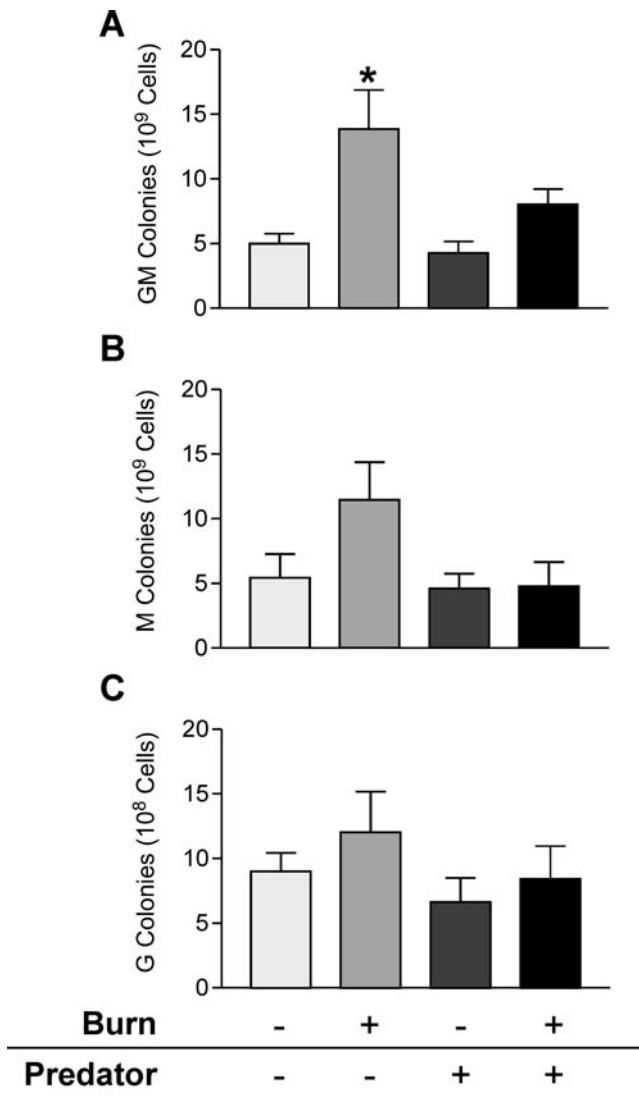 A
GM Colonies (10⁹ Cells)
20
15
10
5
0
*
B
M Colonies (10⁹ Cells)
20
15
10
5
0
C
G Colonies (10⁸ Cells)
20
15
10
5
0
Burn - + - +
Predator - - + +